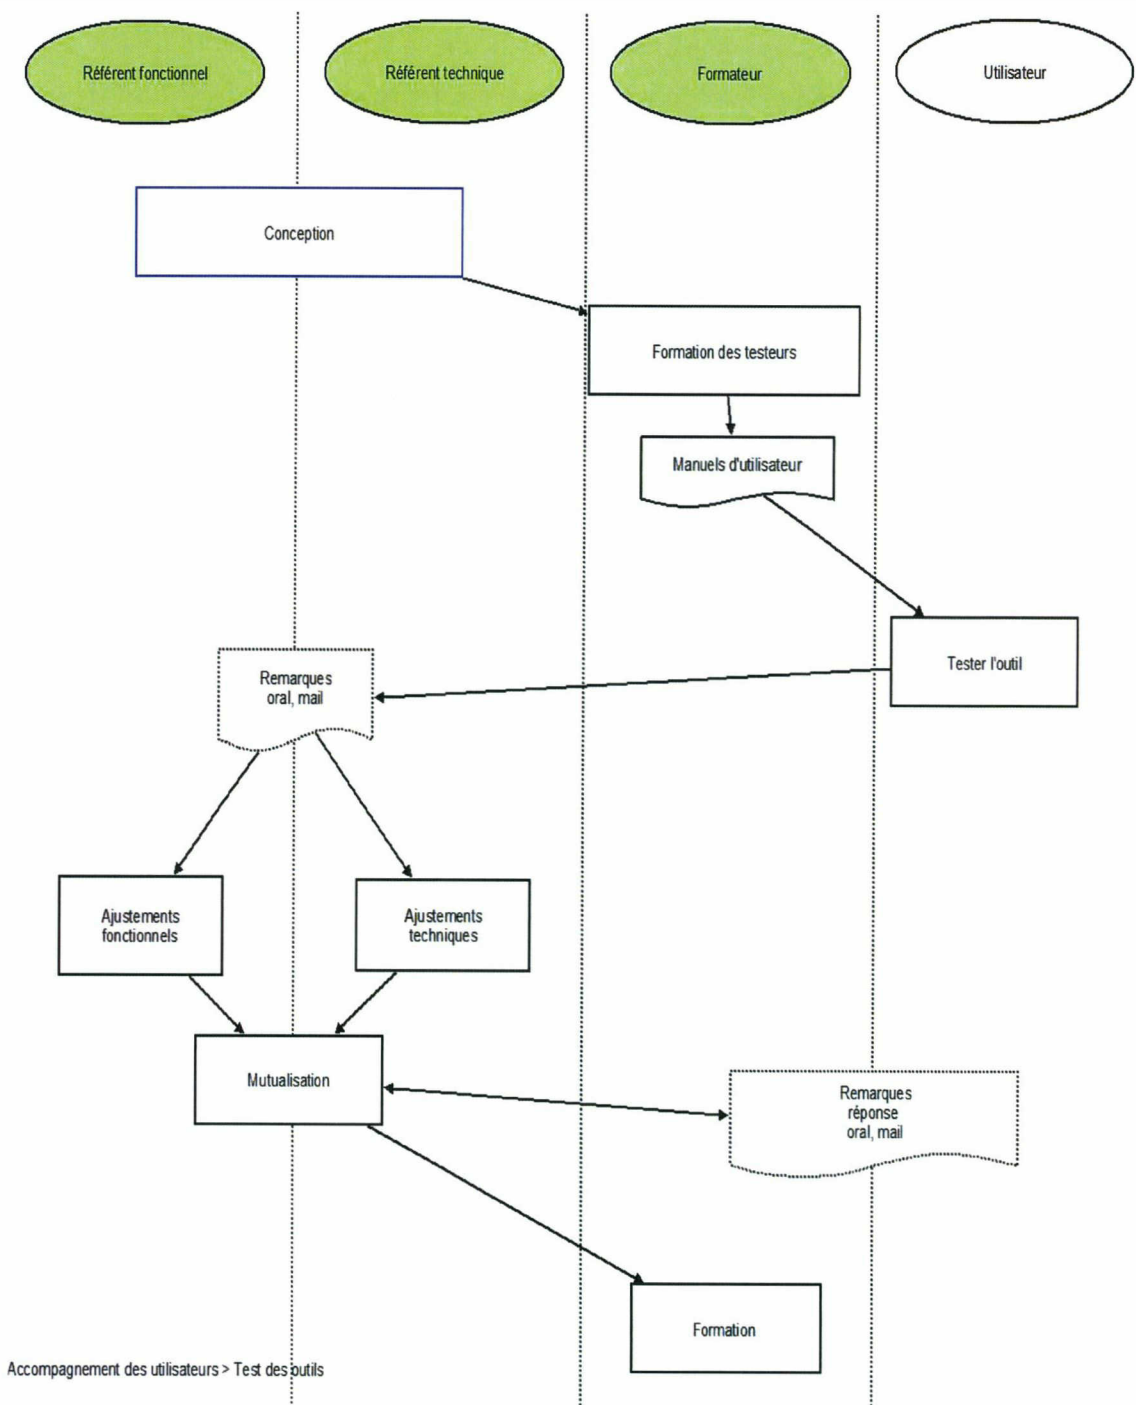 Référent fonctionnel
Référent technique
Formateur
Utilisateur
Conception
Formation des testeurs
Manuels d'utilisateur
Tester l'outil
Remarques
oral, mail
Ajustements
fonctionnels
Ajustements
techniques
Mutualisation
Remarques
réponse
oral, mail
Formation
Accompagnement des utilisateurs > Test des outils